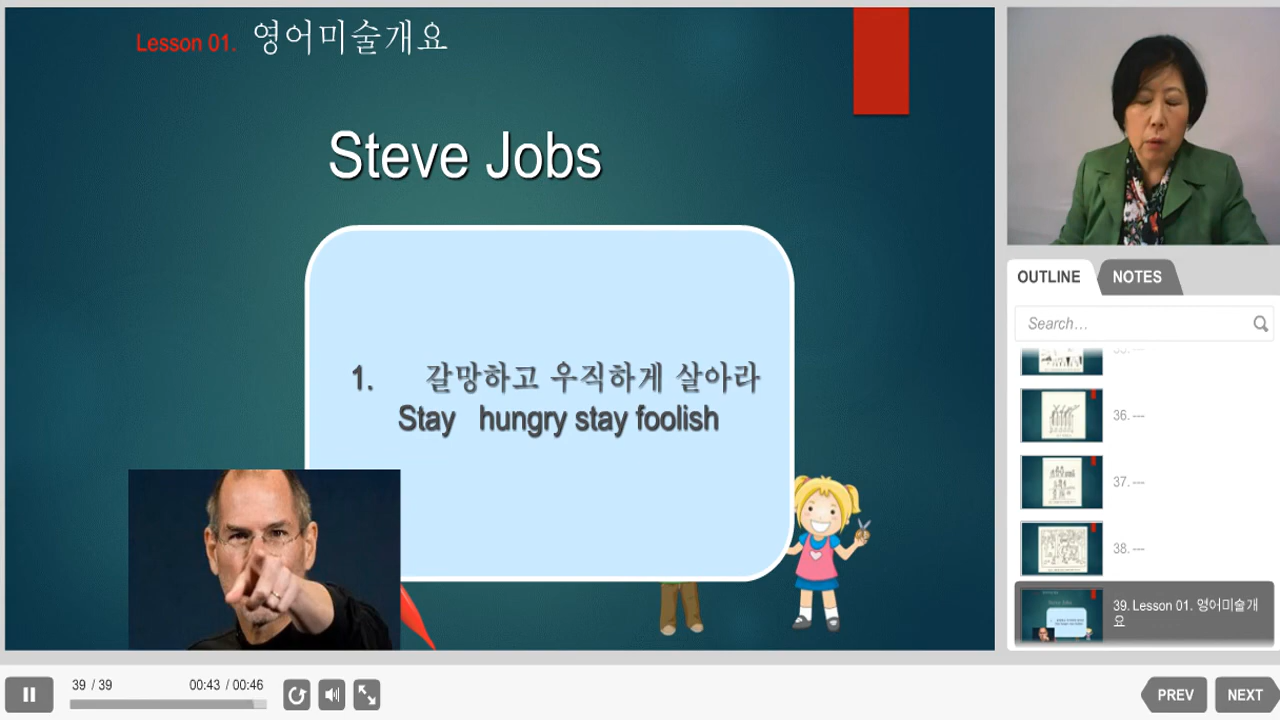 Lesson 01. 영어미술개요
Steve Jobs
1. 갈망하고 우직하게 살아라
Stay hungry stay foolish
OUTLINE
NOTES
Search...
36. ---
37. ---
38. ---
39. Lesson 01. 영어미술개
요
39 / 39
00:43 / 00:46
PREV
NEXT